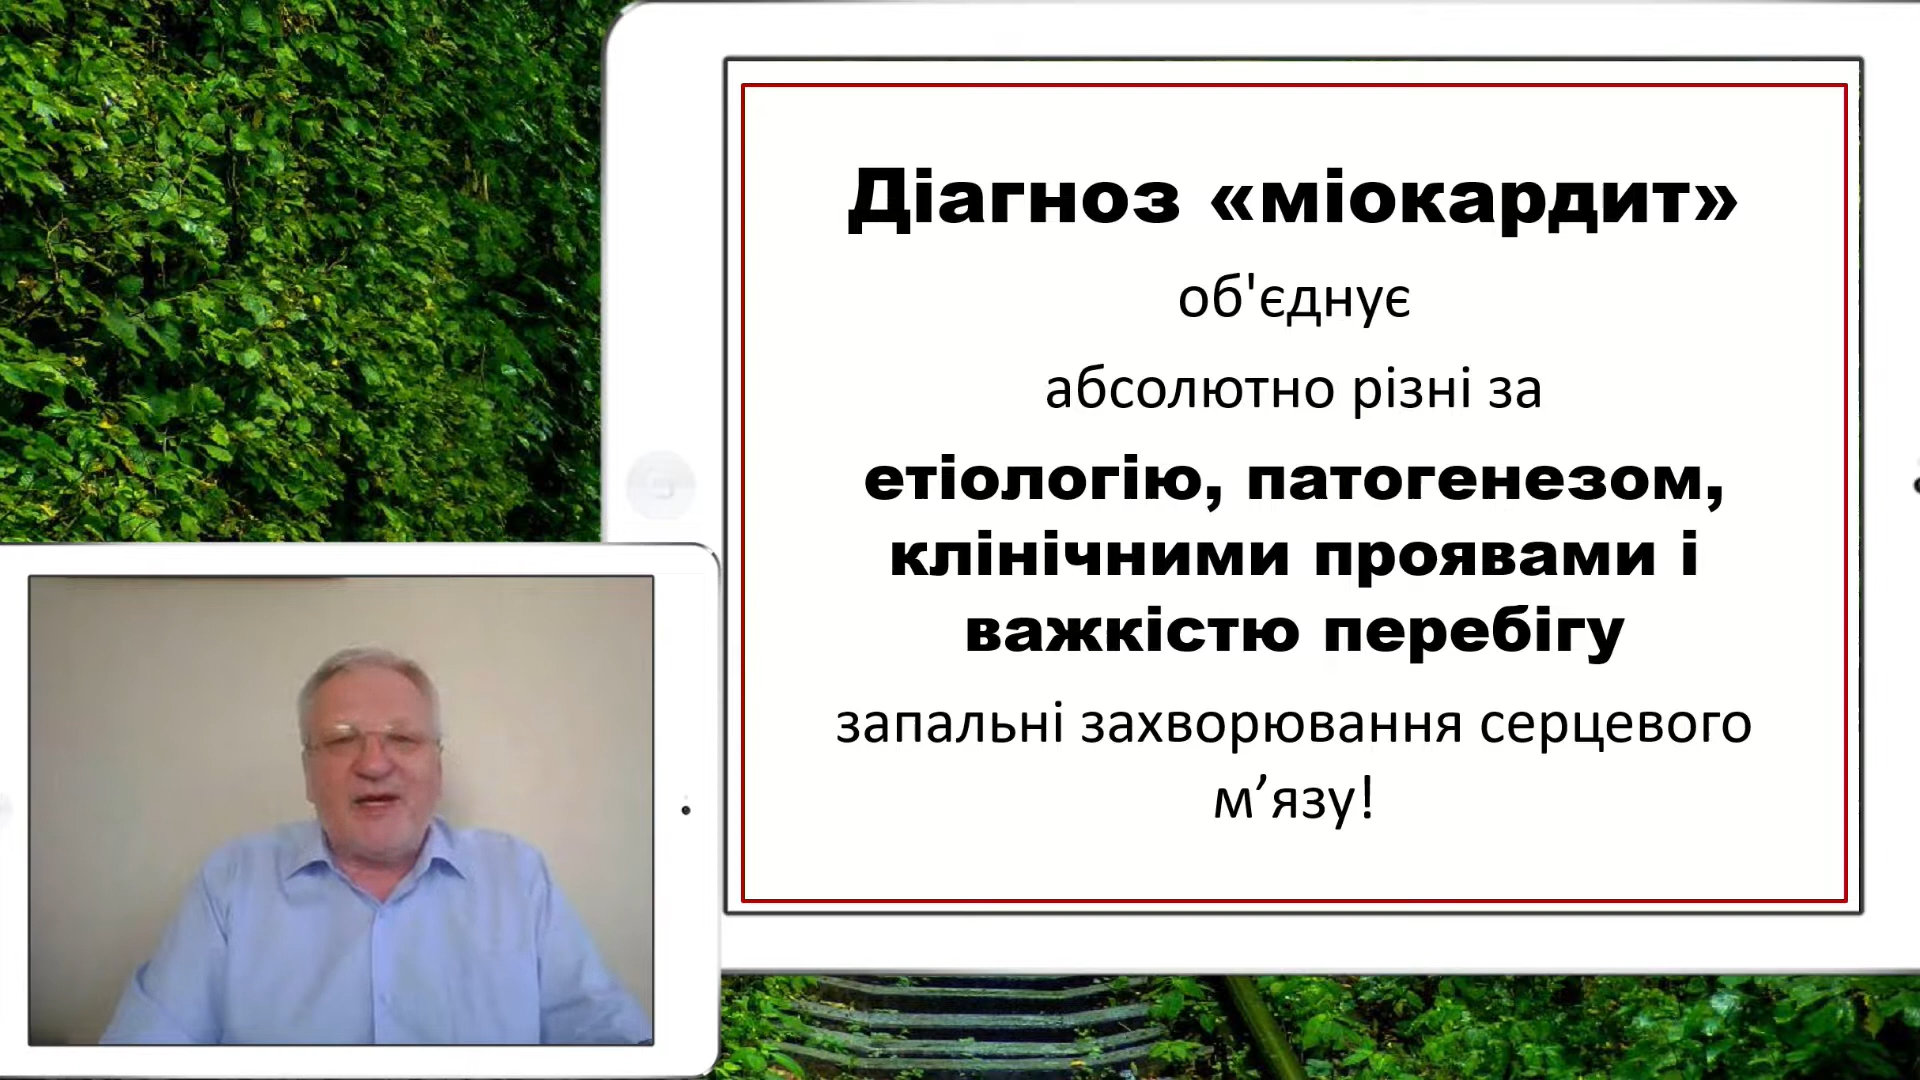 Діагноз «міокардит»
об'єднує
абсолютно різні за
етіологію, патогенезом,
клінічними проявами і
важкістю перебігу
запальні захворювання серцевого
м’язу!